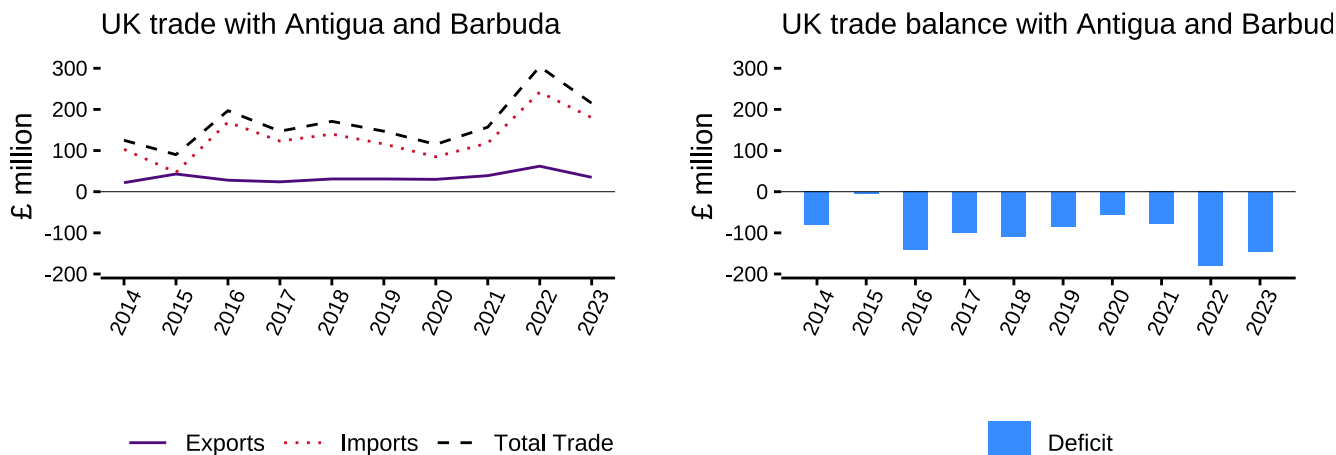 UK trade with Antigua and Barbuda
£ million
300
200
100
0
-100
-200
2014 2015 2016 2017 2018 2019 2020 2021 2022 2023
Exports Imports Total Trade
UK trade balance with Antigua and Barbud
£ million
300
200
100
0
-100
-200
2014 2015 2016 2017 2018 2019 2020 2021 2022 2023
Deficit